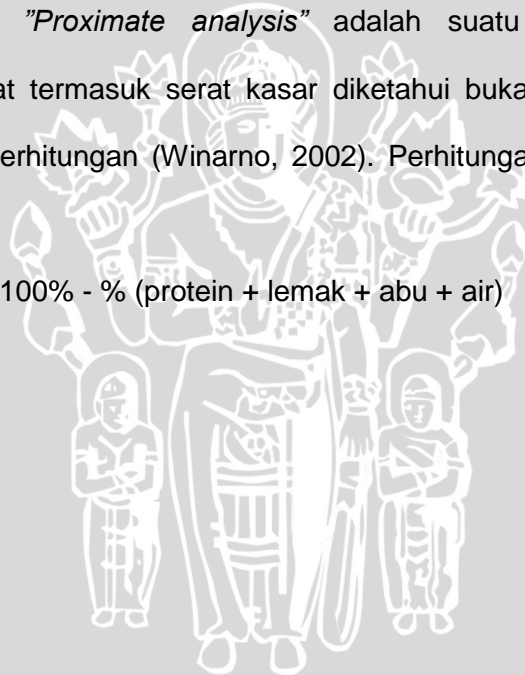 ”Proximate analysis” adalah suatu
at termasuk serat kasar diketahui buka
erhitungan (Winarno, 2002). Perhitunga
100% - % (protein + lemak + abu + air)